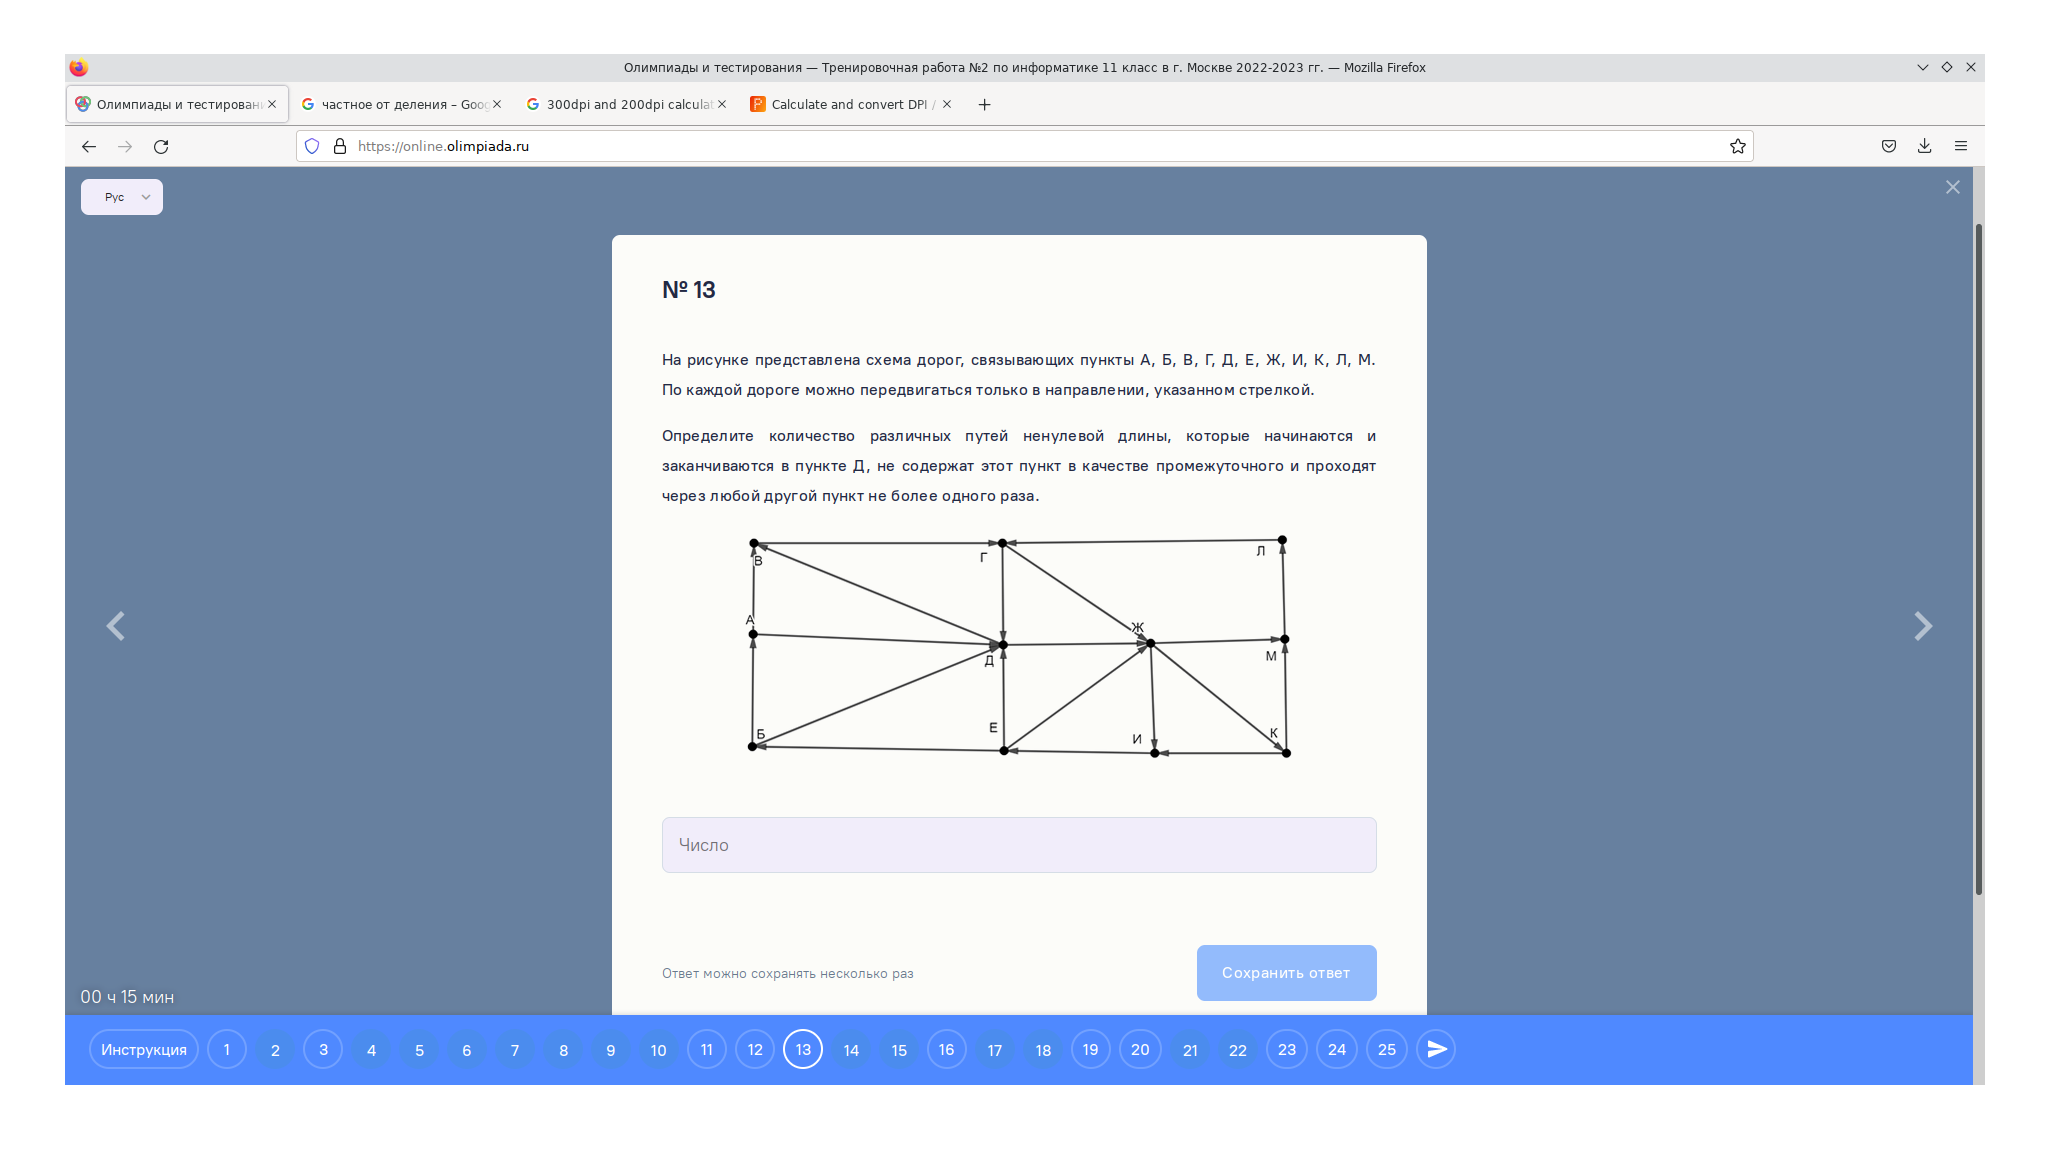 Олимпиады и тестирования — Тренировочная работа №2 по информатике 11 класс в г. Москве 2022-2023 гг. — Mozilla Firefox
Олимпиады и тестирован
частное от деления – Goog
300dpi and 200dpi calculat
Calculate and convert DPI /
https://online.olimpiada.ru
Рус
№ 13
На рисунке представлена схема дорог, связывающих пункты А, Б, В, Г, Д, Е, Ж, И, К, Л, М.
По каждой дороге можно передвигаться только в направлении, указанном стрелкой.
Определите количество различных путей ненулевой длины, которые начинаются и
заканчиваются в пункте Д, не содержат этот пункт в качестве промежуточного и проходят
через любой другой пункт не более одного раза.
В
Г
Л
А
Ж
Д
М
Б
Е
И
К
Число
Ответ можно сохранять несколько раз
Сохранить ответ
00 ч 15 мин
Инструкция 1 2 3 4 5 6 7 8 9 10 11 12 13 14 15 16 17 18 19 20 21 22 23 24 25